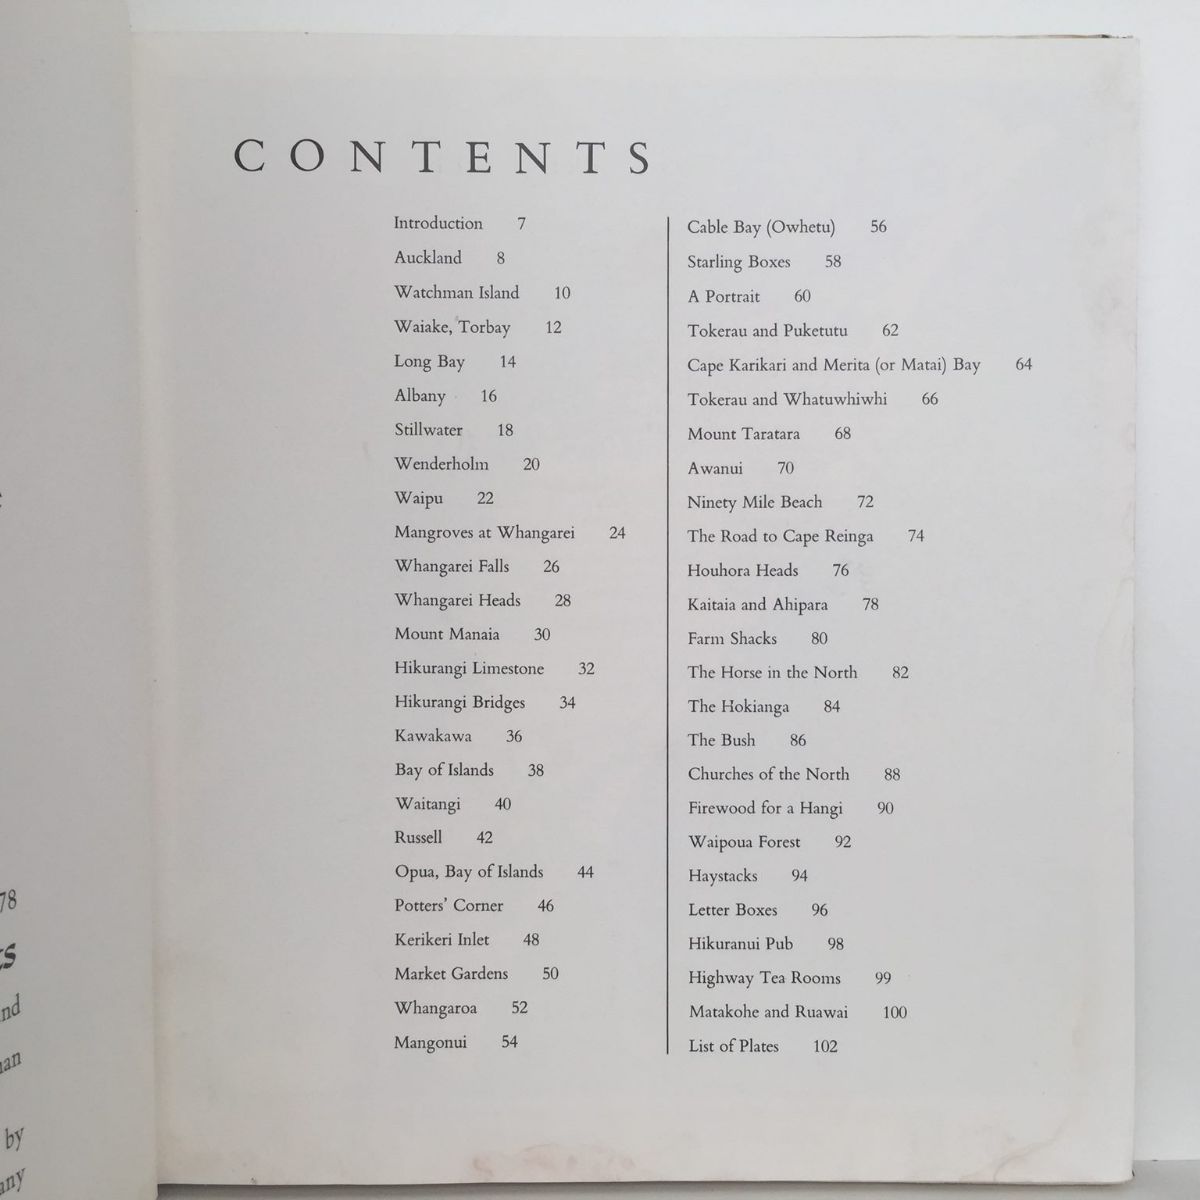 CONTENTS
Introduction 7
Auckland 8
Watchman Island 10
Waiake, Torbay 12
Long Bay 14
Albany 16
Stillwater 18
Wenderholm 20
Waipu 22
Mangroves at Whangarei 24
Whangarei Falls 26
Whangarei Heads 28
Mount Manaia 30
Hikurangi Limestone 32
Hikurangi Bridges 34
Kawakawa 36
Bay of Islands 38
Waitangi 40
Russell 42
Opua, Bay of Islands 44
Potters' Corner 46
Kerikeri Inlet 48
Market Gardens 50
Whangaroa 52
Mangonui 54
Cable Bay (Owhetu) 56
Starling Boxes 58
A Portrait 60
Tokerau and Puketutu 62
Cape Karikari and Merita (or Matai) Bay 64
Tokerau and Whatuwhiwhi 66
Mount Taratara 68
Awanui 70
Ninety Mile Beach 72
The Road to Cape Reinga 74
Houhora Heads 76
Kaitaia and Ahipara 78
Farm Shacks 80
The Horse in the North 82
The Hokianga 84
The Bush 86
Churches of the North 88
Firewood for a Hangi 90
Waipoua Forest 92
Haystacks 94
Letter Boxes 96
Hikuranui Pub 98
Highway Tea Rooms 99
Matakohe and Ruawai 100
List of Plates 102
by